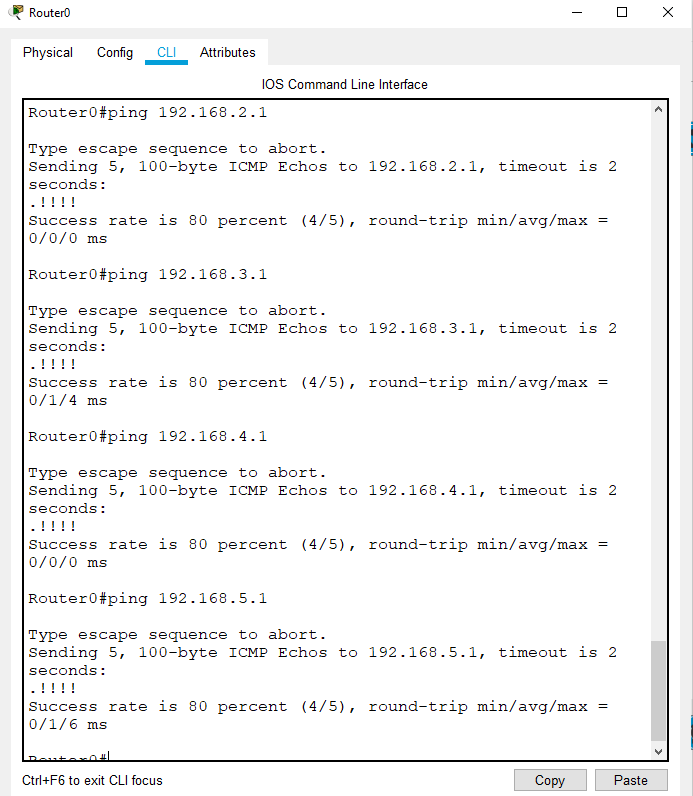 Router0
Physical Config CLI Attributes
IOS Command Line Interface
Router0#ping 192.168.2.1
Type escape sequence to abort.
Sending 5, 100-byte ICMP Echos to 192.168.2.1, timeout is 2
seconds:
.!!!!
Success rate is 80 percent (4/5), round-trip min/avg/max =
0/0/0 ms
Router0#ping 192.168.3.1
Type escape sequence to abort.
Sending 5, 100-byte ICMP Echos to 192.168.3.1, timeout is 2
seconds:
.!!!!
Success rate is 80 percent (4/5), round-trip min/avg/max =
0/1/4 ms
Router0#ping 192.168.4.1
Type escape sequence to abort.
Sending 5, 100-byte ICMP Echos to 192.168.4.1, timeout is 2
seconds:
.!!!!
Success rate is 80 percent (4/5), round-trip min/avg/max =
0/0/0 ms
Router0#ping 192.168.5.1
Type escape sequence to abort.
Sending 5, 100-byte ICMP Echos to 192.168.5.1, timeout is 2
seconds:
.!!!!
Success rate is 80 percent (4/5), round-trip min/avg/max =
0/1/6 ms
Router0#
Ctrl+F6 to exit CLI focus
Copy Paste